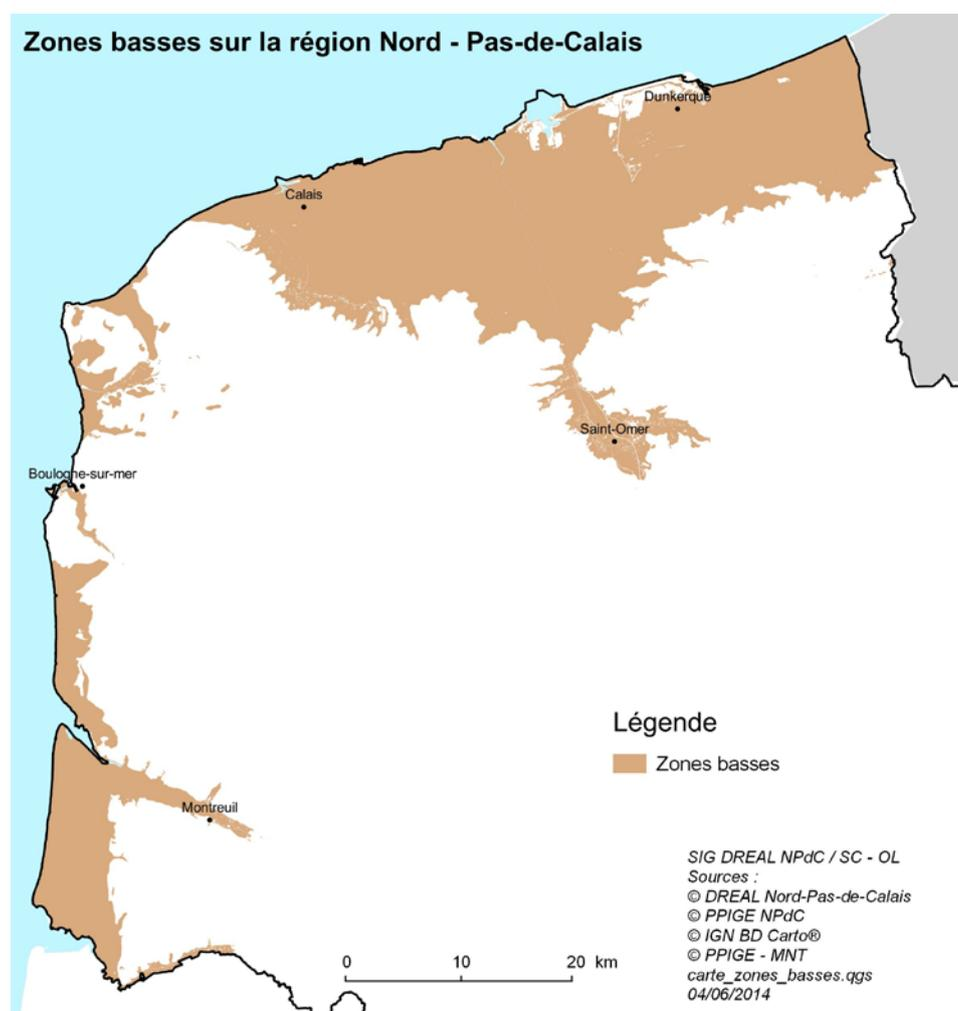 Zones basses sur la région Nord - Pas-de-Calais
Dunkerque
Calais
Saint-Omer
Boulogne-sur-mer
Légende
Zones basses
Montreuil
SIG DREAL NPdC / SC - OL
Sources :
© DREAL Nord-Pas-de-Calais
© PPIGE NPdC
© IGN BD Carto®
© PPIGE - MNT
carte_zones_basses.qgs
04/06/2014
0 10 20 km